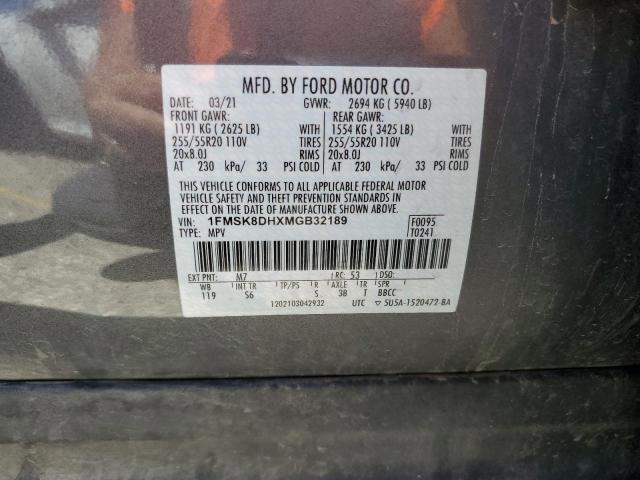 MFD. BY FORD MOTOR CO.
DATE: 03/21 GVWR: 2694 KG ( 5940 LB)
FRONT GAWR: REAR GAWR:
1191 KG ( 2625 LB) WITH 1554 KG ( 3425 LB) WITH
255/55R20 110V TIRES 255/55R20 110V TIRES
20x8.0J RIMS 20x8.0J RIMS
AT 230 kPa/ 33 PSI COLD AT 230 kPa/ 33 PSI COLD
THIS VEHICLE CONFORMS TO ALL APPLICABLE FEDERAL MOTOR
VEHICLE SAFETY AND THEFT PREVENTION STANDARDS IN
EFFECT ON THE DATE OF MANUFACTURE SHOWN ABOVE.
VIN: 1FMSK8DHXMGB32189 F0095
TYPE: MPV T0241
EXT PNT: M7 RC: 53 DSO:
WB INT TR TP/PS R AXLE TR SPR
119 S6 S 3B T BBCC
1202103042932 UTC ▽ 5U5A-1520472-BA